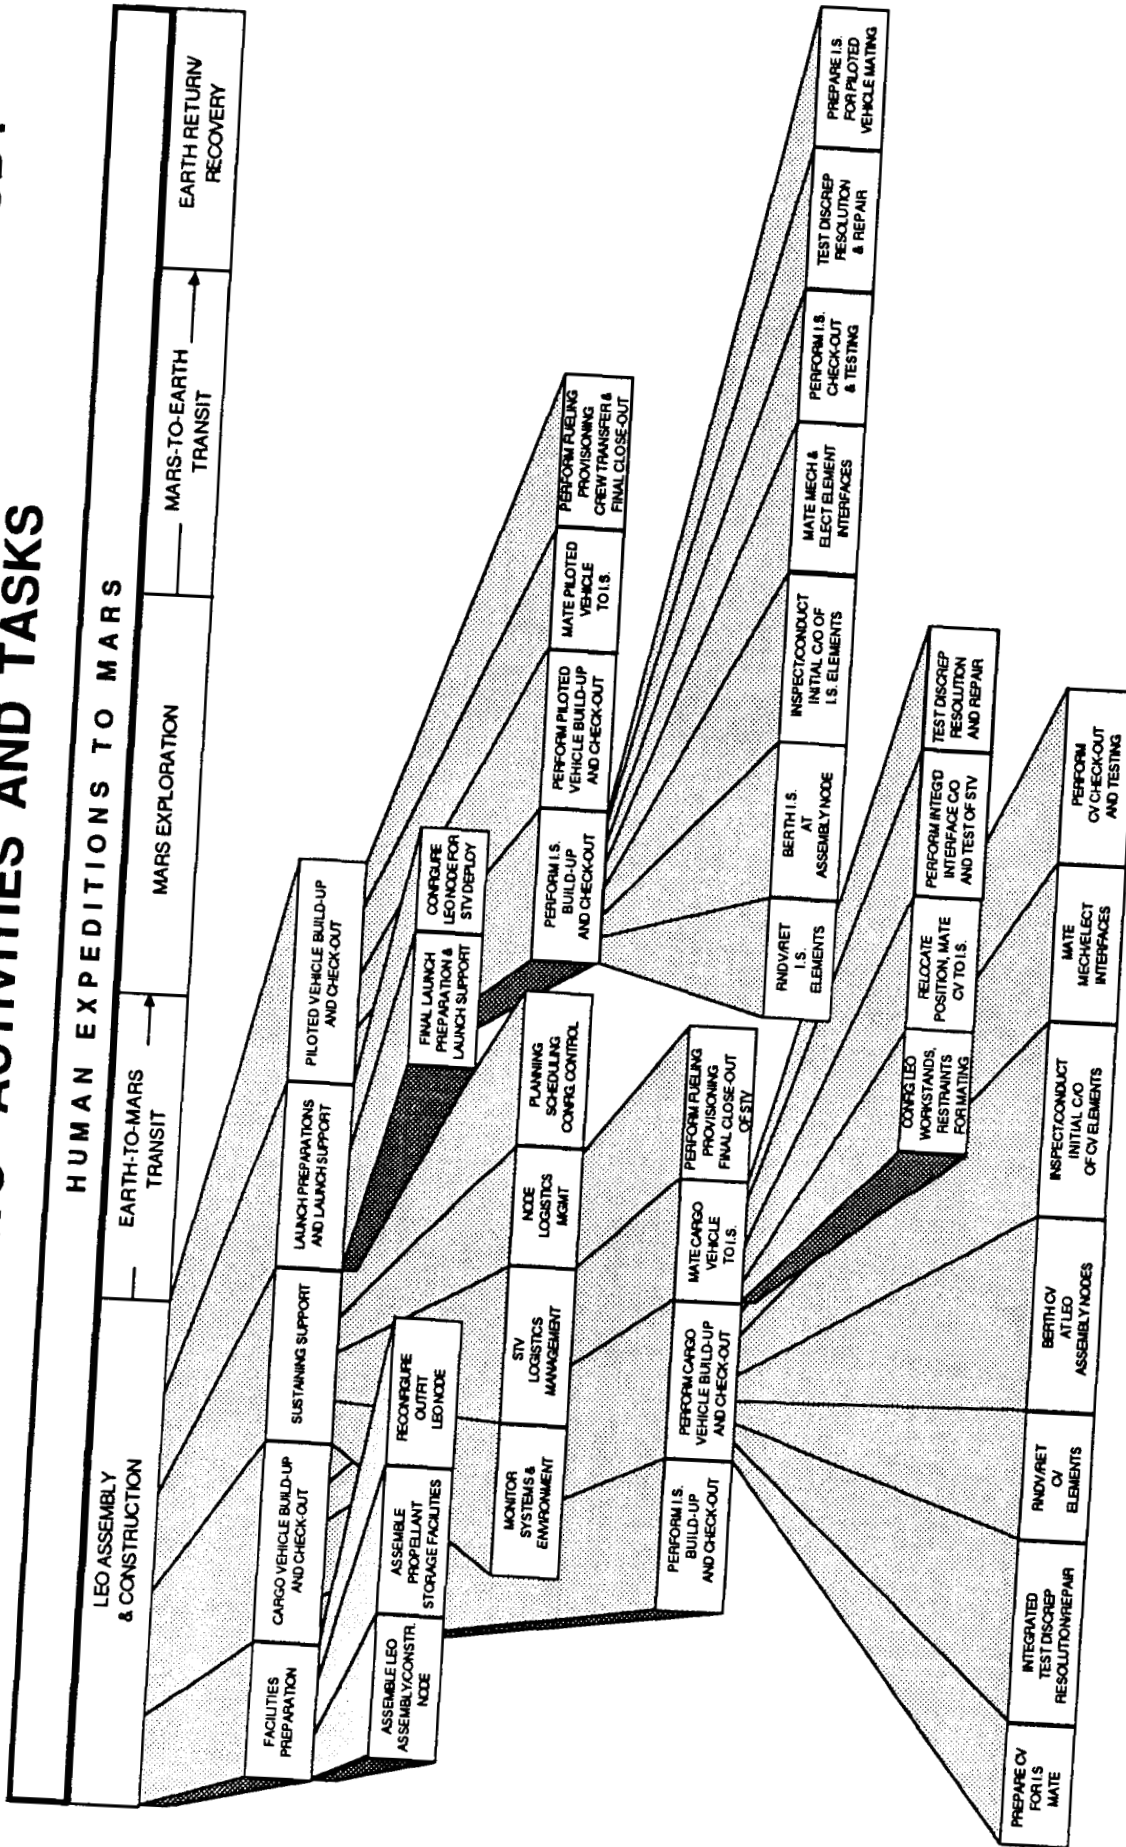 ACTIVITIES AND TASKS
HUMAN EXPEDITIONS TO MARS
LEO ASSEMBLY
& CONSTRUCTION
EARTH-TO-MARS
TRANSIT
MARS EXPLORATION
MARS-TO-EARTH
TRANSIT
EARTH RETURN/
RECOVERY
FACILITIES
PREPARATION
CARGO VEHICLE BUILD-UP
AND CHECK-OUT
SUSTAINING SUPPORT
LAUNCH PREPARATIONS
AND LAUNCH SUPPORT
PILOTED VEHICLE BUILD-UP
AND CHECK-OUT
ASSEMBLE LEO
ASSEMBLY/CONSTR.
NODE
ASSEMBLE
PROPELLANT
STORAGE FACILITIES
RECONFIGURE
OUTFIT
LEO NODE
FINAL LAUNCH
PREPARATION &
LAUNCH SUPPORT
CONFIGURE
LEO NODE FOR
STV DEPLOY
MONITOR
SYSTEMS &
ENVIRONMENT
STV
LOGISTICS
MANAGEMENT
NODE
LOGISTICS
MGMT
PLANNING
SCHEDULING
CONFIG. CONTROL
PERFORM I.S.
BUILD-UP
AND CHECK-OUT
PERFORM PILOTED
VEHICLE BUILD-UP
AND CHECK-OUT
MATE PILOTED
VEHICLE
TO I.S.
PERFORM FUELING
PROVISIONING
CREW TRANSFER &
FINAL CLOSE-OUT
PERFORM I.S.
BUILD-UP
AND CHECK-OUT
PERFORM CARGO
VEHICLE BUILD-UP
AND CHECK-OUT
MATE CARGO
VEHICLE
TO I.S.
PERFORM FUELING
PROVISIONING
FINAL CLOSE-OUT
OF STV
RNDV/RET
I.S.
ELEMENTS
BERTH I.S.
AT
ASSEMBLY NODE
INSPECT/CONDUCT
INITIAL C/O OF
I.S. ELEMENTS
MATE MECH &
ELECT ELEMENT
INTERFACES
PERFORM I.S.
CHECK-OUT
& TESTING
TEST DISCREP
RESOLUTION
& REPAIR
PREPARE I.S.
FOR PILOTED
VEHICLE MATING
CONFIG LEO
WORKSTANDS,
RESTRAINTS
FOR MATING
RELOCATE
POSITION, MATE
CV TO I.S.
PERFORM INTEG'D
INTERFACE C/O
AND TEST OF STV
TEST DISCREP
RESOLUTION
AND REPAIR
PREPARE CV
FOR I.S
MATE
INTEGRATED
TEST DISCREP
RESOLUTION/REPAIR
RNDV/RET
CV
ELEMENTS
BERTH CV
AT LEO
ASSEMBLY NODES
INSPECT/CONDUCT
INITIAL C/O
OF CV ELEMENTS
MATE
MECH/ELECT
INTERFACES
PERFORM
CV CHECK-OUT
AND TESTING